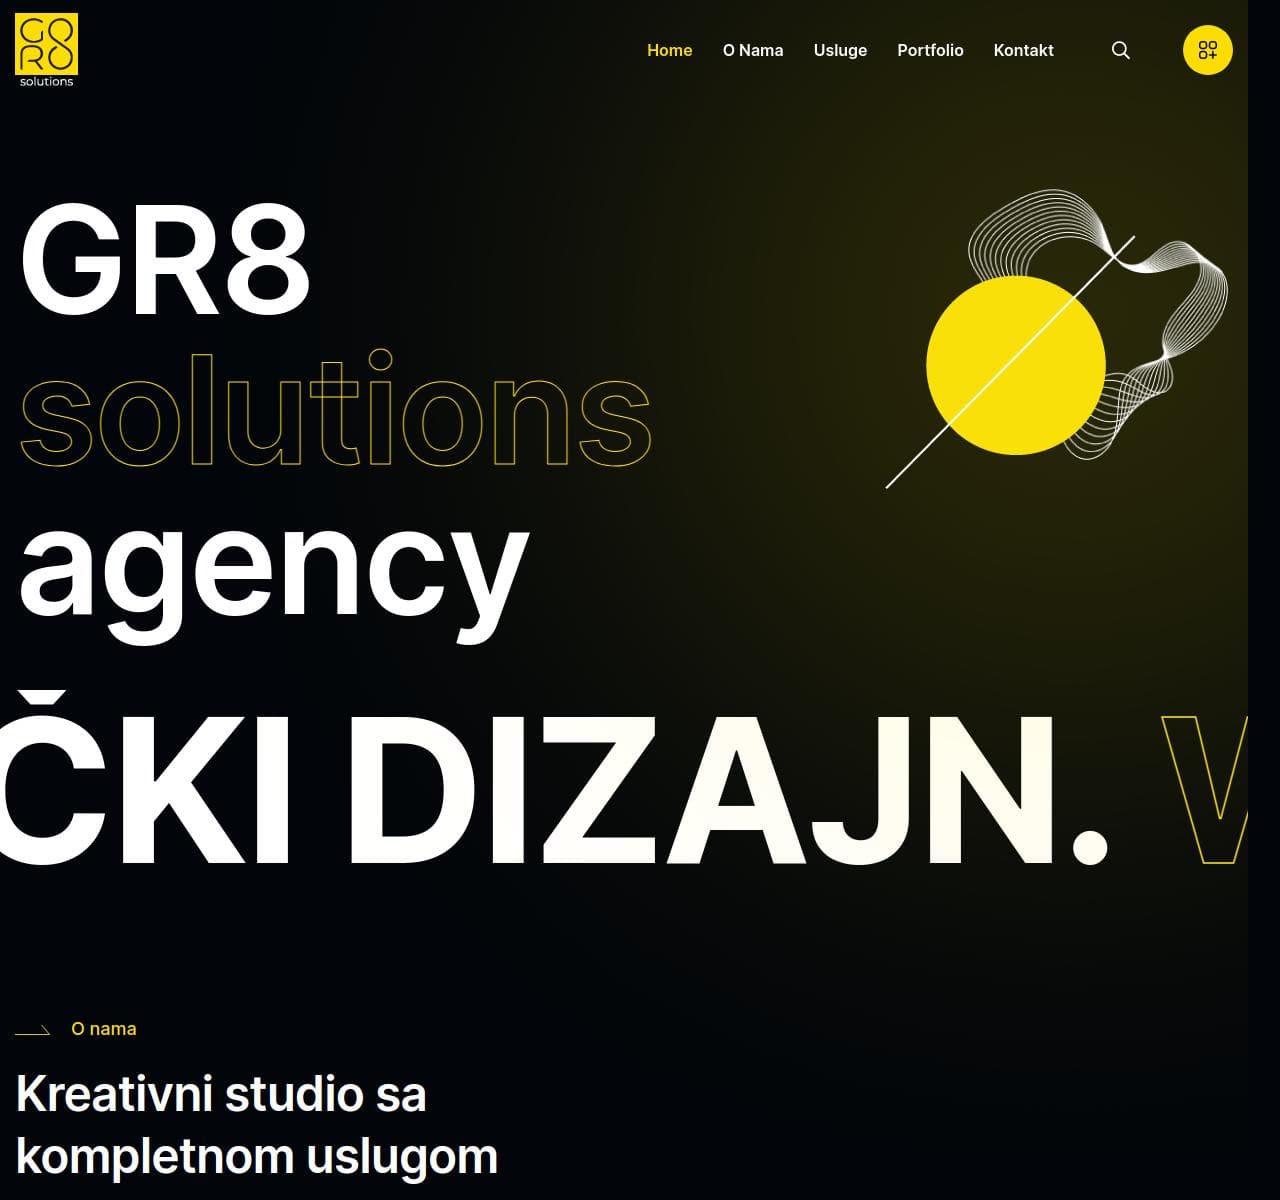 GR8
solutions
Home
O Nama
Usluge
Portfolio
Kontakt
GR8
solutions
agency
ČKI DIZAJN.
O nama
Kreativni studio sa
kompletnom uslugom